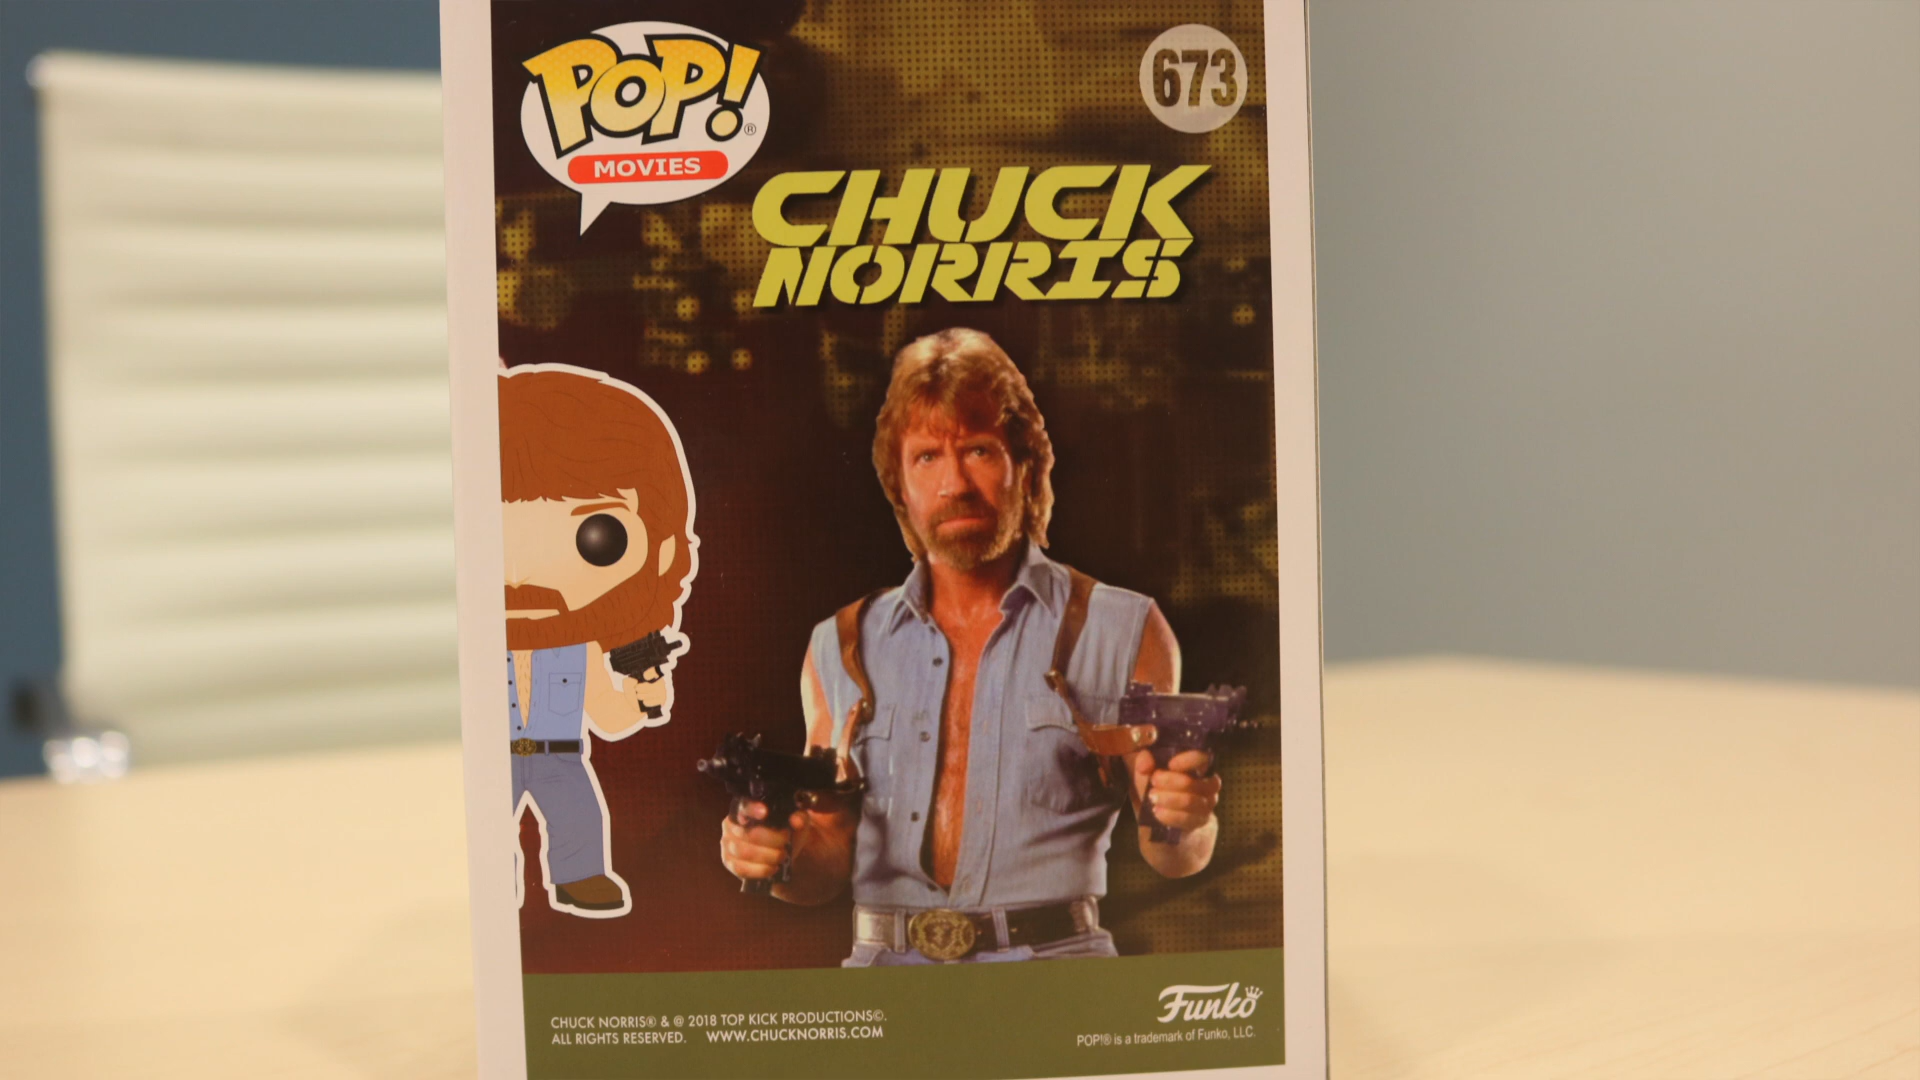 POP!®
MOVIES
673
CHUCK
NORRIS
CHUCK NORRIS® & @ 2018 TOP KICK PRODUCTIONS©.
ALL RIGHTS RESERVED. WWW.CHUCKNORRIS.COM
Funko
POP!® is a trademark of Funko, LLC.